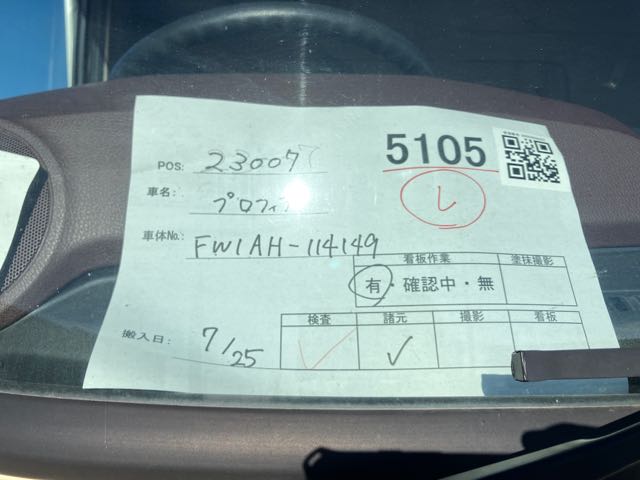 5105
POS: 23007
レ
車名: プロフィア
車体No.: FW1AH-114149
看板作業 塗抹撮影
有・確認中・無
検査 諸元 撮影 看板
搬入日: 7/25 ✓ ✓